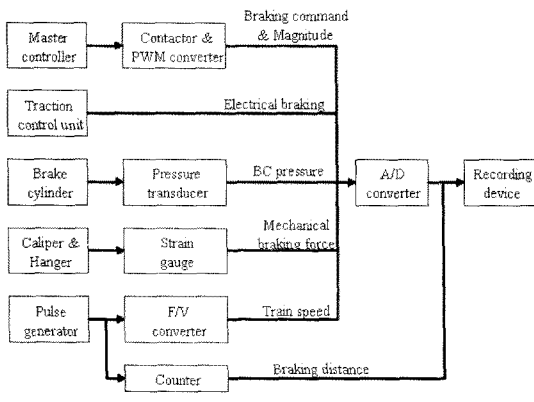 Braking command
& Magnitude
Master
controller
Contactor &
PWM converter
Traction
control unit
Electrical braking
Brake
cylinder
Pressure
transducer
BC pressure
A/D
converter
Recording
device
Caliper &
Hanger
Strain
gauge
Mechanical
braking force
Pulse
generator
F/V
converter
Train speed
Counter
Braking distance